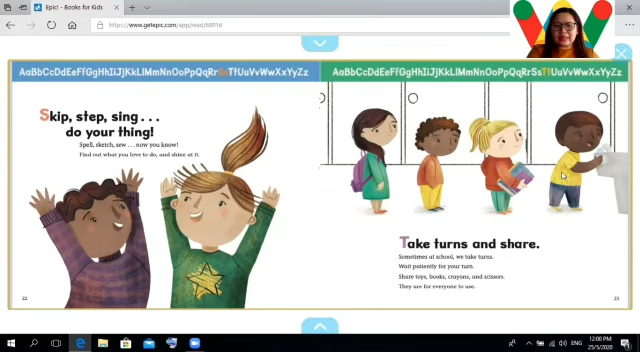 Epic! - Books for Kids
https://www.getepic.com/app/read/68916
AaBbCcDdEeFfGgHhIiJjKkLlMmNnOoPpQqRrSsTtUuVvWwXxYyZz
Skip, step, sing . . .
do your thing!
Spell, sketch, sew . . . now you know!
Find out what you love to do, and shine at it.
22
AaBbCcDdEeFfGgHhIiJjKkLlMmNnOoPpQqRrSsTtUuVvWwXxYyZz
Take turns and share.
Sometimes at school, we take turns.
Wait patiently for your turn.
Share toys, books, crayons, and scissors.
They are for everyone to use.
23
ENG
12:00 PM
25/5/2020